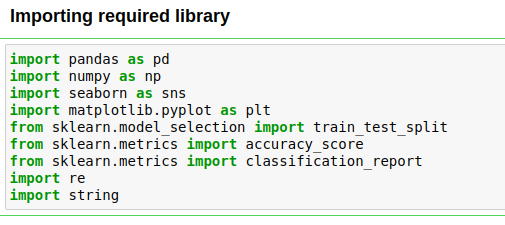 Importing required library
import pandas as pd
import numpy as np
import seaborn as sns
import matplotlib.pyplot as plt
from sklearn.model_selection import train_test_split
from sklearn.metrics import accuracy_score
from sklearn.metrics import classification_report
import re
import string